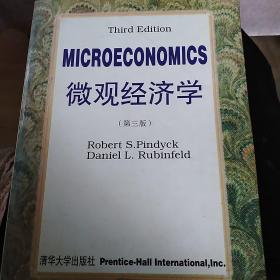 Third Edition
MICROECONOMICS
微观经济学
(第三版)
Robert S.Pindyck
Daniel L. Rubinfeld
清华大学出版社 Prentice-Hall International,Inc.